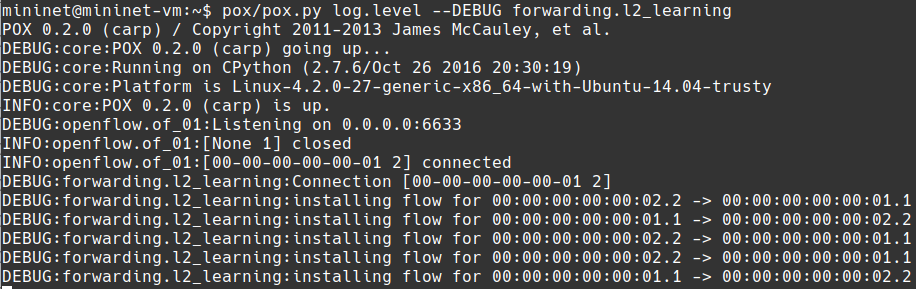 mininet@mininet-vm:~$ pox/pox.py log.level --DEBUG forwarding.l2_learning
POX 0.2.0 (carp) / Copyright 2011-2013 James McCauley, et al.
DEBUG:core:POX 0.2.0 (carp) going up...
DEBUG:core:Running on CPython (2.7.6/Oct 26 2016 20:30:19)
DEBUG:core:Platform is Linux-4.2.0-27-generic-x86_64-with-Ubuntu-14.04-trusty
INFO:core:POX 0.2.0 (carp) is up.
DEBUG:openflow.of_01:Listening on 0.0.0.0:6633
INFO:openflow.of_01:[None 1] closed
INFO:openflow.of_01:[00-00-00-00-00-01 2] connected
DEBUG:forwarding.l2_learning:Connection [00-00-00-00-00-01 2]
DEBUG:forwarding.l2_learning:installing flow for 00:00:00:00:00:02.2 -> 00:00:00:00:00:01.1
DEBUG:forwarding.l2_learning:installing flow for 00:00:00:00:00:01.1 -> 00:00:00:00:00:02.2
DEBUG:forwarding.l2_learning:installing flow for 00:00:00:00:00:02.2 -> 00:00:00:00:00:01.1
DEBUG:forwarding.l2_learning:installing flow for 00:00:00:00:00:02.2 -> 00:00:00:00:00:01.1
DEBUG:forwarding.l2_learning:installing flow for 00:00:00:00:00:01.1 -> 00:00:00:00:00:02.2